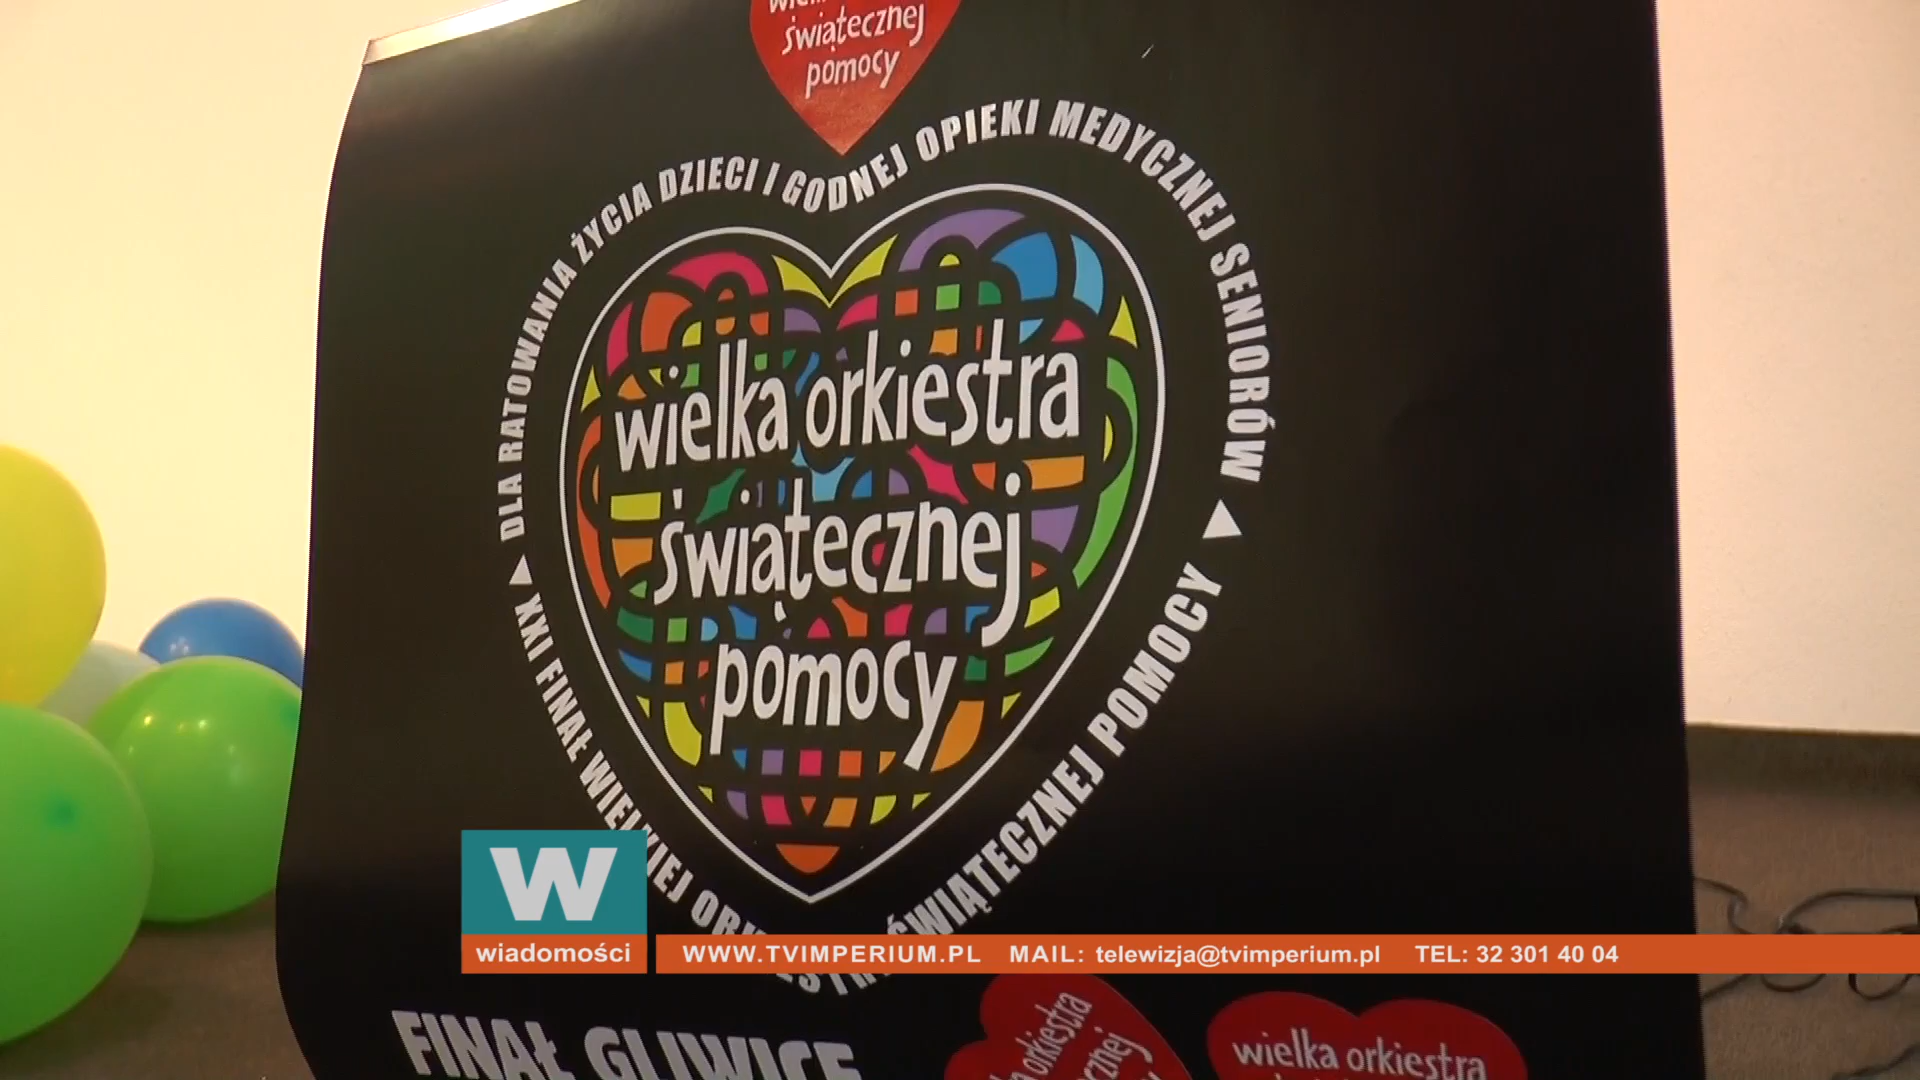 świątecznej
pomocy
DLA RATOWANIA ŻYCIA DZIECI I GODNEJ OPIEKI MEDYCZNEJ SENIORÓW
wielka orkiestra
świątecznej
pomocy
XXI FINAŁ WIELKIEJ ORKIESTRY ŚWIĄTECZNEJ POMOCY
W
wiadomości
WWW.TVIMPERIUM.PL MAIL: telewizja@tvimperium.pl TEL: 32 301 40 04
FINAŁ GLIWICE
orkiestra
wielka orkiestra